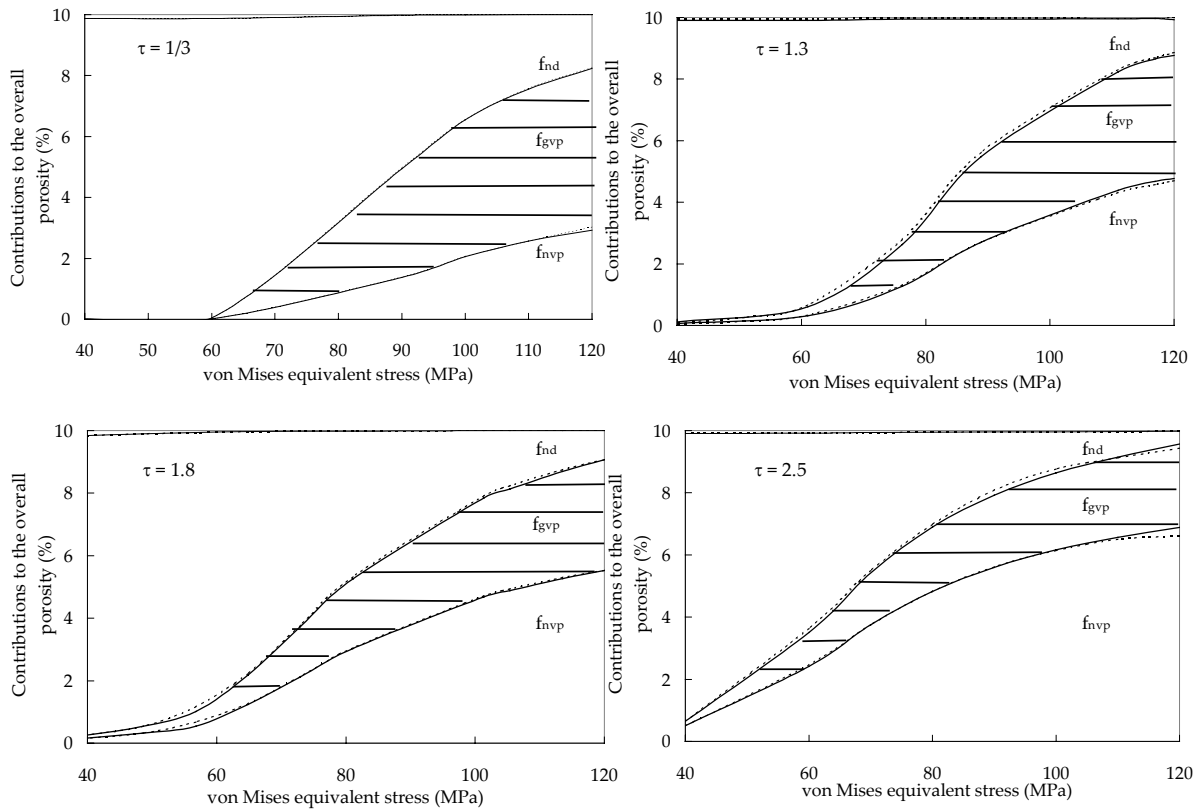 Contributions to the overall
porosity (%)
10
8
6
4
2
0
τ = 1/3
fnd
fgvp
fnvp
40 50 60 70 80 90 100 110 120
von Mises equivalent stress (MPa)
Contributions to the overall
porosity (%)
10
8
6
4
2
0
τ = 1.3
fnd
fgvp
fnvp
40 60 80 100 120
von Mises equivalent stress (MPa)
Contributions to the overall
porosity (%)
10
8
6
4
2
0
τ = 1.8
fnd
fgvp
fnvp
40 60 80 100 120
von Mises equivalent stress (MPa)
Contributions to the overall
porosity (%)
10
8
6
4
2
0
τ = 2.5
fnd
fgvp
fnvp
40 60 80 100 120
von Mises equivalent stress (MPa)